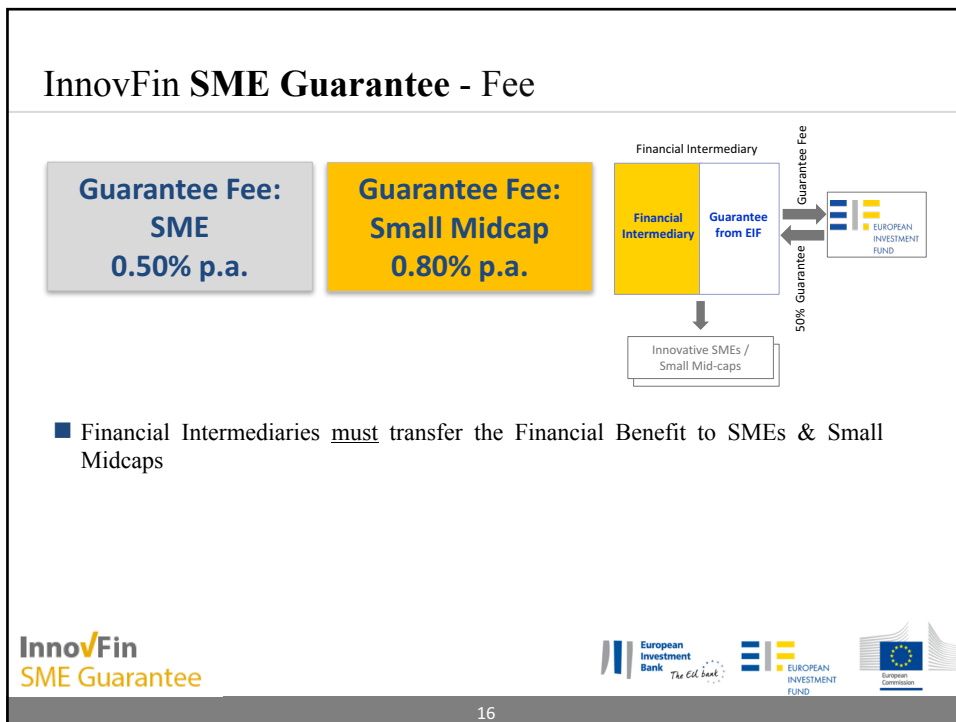 InnovFin SME Guarantee - Fee
Guarantee Fee:
SME
0.50% p.a.
Guarantee Fee:
Small Midcap
0.80% p.a.
Financial Intermediary
Financial
Intermediary
Guarantee
from EIF
Guarantee Fee
50% Guarantee
EUROPEAN
INVESTMENT
FUND
Innovative SMEs /
Small Mid-caps
Financial Intermediaries must transfer the Financial Benefit to SMEs & Small
Midcaps
InnovFin
SME Guarantee
European
Investment
Bank
The EU bank
EUROPEAN
INVESTMENT
FUND
European
Commission
16